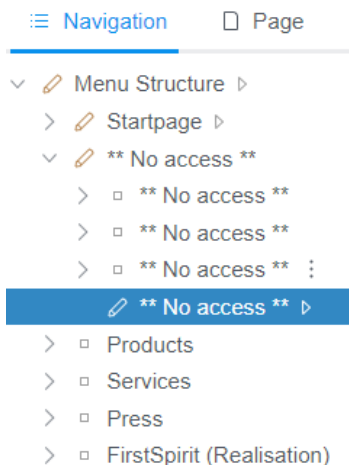 Navigation Page
Menu Structure
Startpage
** No access **
** No access **
** No access **
** No access **
** No access **
Products
Services
Press
FirstSpirit (Realisation)